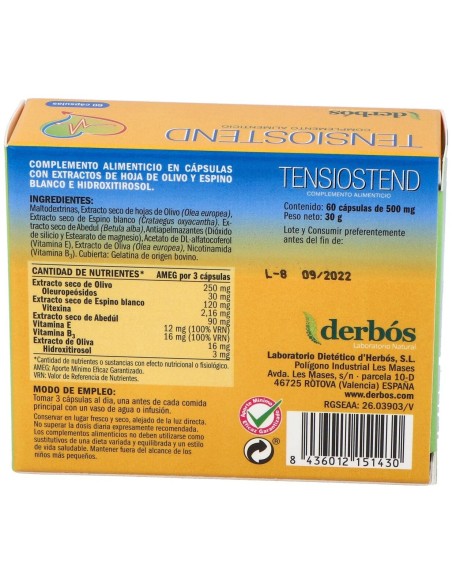 60 cápsulas
derbós
COMPLEMENTO ALIMENTICIO
TENSIOSTEND
COMPLEMENTO ALIMENTICIO EN CÁPSULAS
CON EXTRACTOS DE HOJA DE OLIVO Y ESPINO
BLANCO E HIDROXITIROSOL.
INGREDIENTES:
Maltodextrinas, Extracto seco de hojas de Olivo (Olea europea),
Extracto seco de Espino blanco (Crataegus oxyacantha), Ex-
tracto seco de Abedul (Betula alba), Antiapelmazantes (Dióxido
de silicio y Estearato de magnesio), Acetato de Dl-alfatocoferol
(Vitamina E), Extracto de Oliva (Olea europea), Nicotinamida
(Vitamina B3). Cubierta: Gelatina de origen bovino.
CANTIDAD DE NUTRIENTES* AMEG por 3 cápsulas
Extracto seco de Olivo 250 mg
Oleuropeósidos 30 mg
Extracto seco de Espino blanco 120 mg
Vitexina 2,16 mg
Extracto seco de Abedúl 90 mg
Vitamina E 12 mg (100% VRN)
Vitamina B3 16 mg (100% VRN)
Extracto de Oliva 16 mg
Hidroxitirosol 3 mg
*Cantidad de nutrientes o sustancias con efecto nutricional o fisiológico.
AMEG: Aporte Mínimo Eficaz Garantizado.
VRN: Valor de Referencia de Nutrientes.
MODO DE EMPLEO:
Tomar 3 cápsulas al dia, una antes de cada comida
principal con un vaso de agua o infusión.
Conservar en lugar fresco y seco, alejado de la luz directa.
No superar la dosis diaria expresamente recomendada.
Los complementos alimenticios no deben utilizarse como
sustitutivos de una dieta variada y equilibrada y un estilo
de vida saludable. Mantener fuera del alcance de los
niños más pequeños.
TENSIOSTEND
COMPLEMENTO ALIMENTICIO
Contenido: 60 cápsulas de 500 mg
Peso neto: 30 g
Lote y Consumir preferentemente
antes del fin de:
L-8 09/2022
derbós
Laboratorio Natural
Laboratorio Dietético d'Herbós, S.L.
Polígono Industrial Les Mases
Avda. Les Mases, s/n - parcela 10-D
46725 RÒTOVA (Valencia) ESPAÑA
www.derbos.com
RGSEAA: 26.03903/V
Aporte Mínimo
Eficaz Garantizado
8 436012 151430